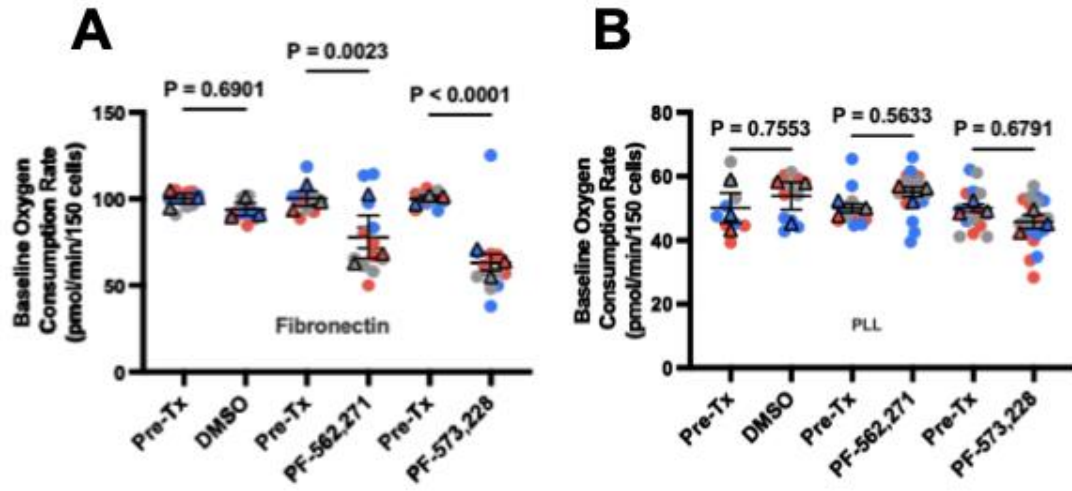 A
P = 0.6901
P = 0.0023
P < 0.0001
Baseline Oxygen
Consumption Rate
(pmol/min/150 cells)
150
100
50
0
Fibronectin
Pre-Tx
DMSO
Pre-Tx
PF-562,271
Pre-Tx
PF-573,228
B
P = 0.7553
P = 0.5633
P = 0.6791
Baseline Oxygen
Consumption Rate
(pmol/min/150 cells)
80
60
40
20
0
PLL
Pre-Tx
DMSO
Pre-Tx
PF-562,271
Pre-Tx
PF-573,228